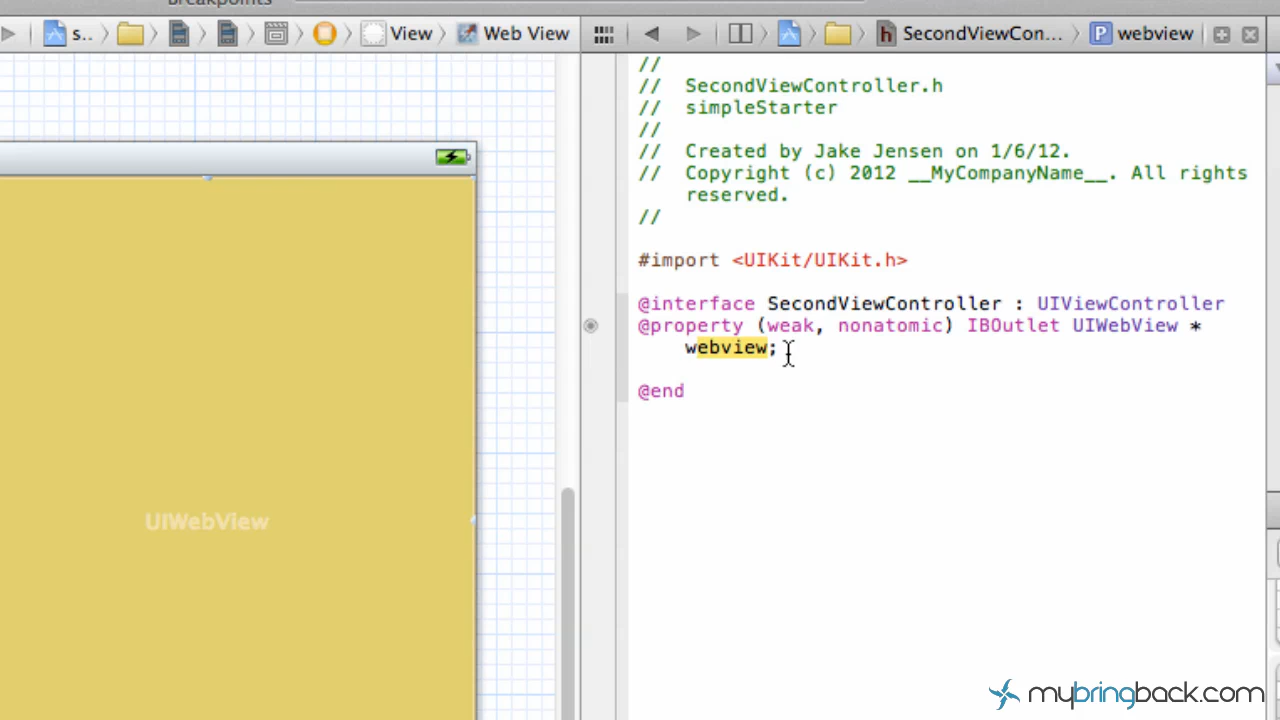 Breakpoints
s.. View Web View SecondViewCon... P webview
h
//
// SecondViewController.h
// simpleStarter
//
// Created by Jake Jensen on 1/6/12.
// Copyright (c) 2012 __MyCompanyName__. All rights
reserved.
//
#import <UIKit/UIKit.h>
@interface SecondViewController : UIViewController
@property (weak, nonatomic) IBOutlet UIWebView *
webview;
@end
UIWebView
mybringback.com